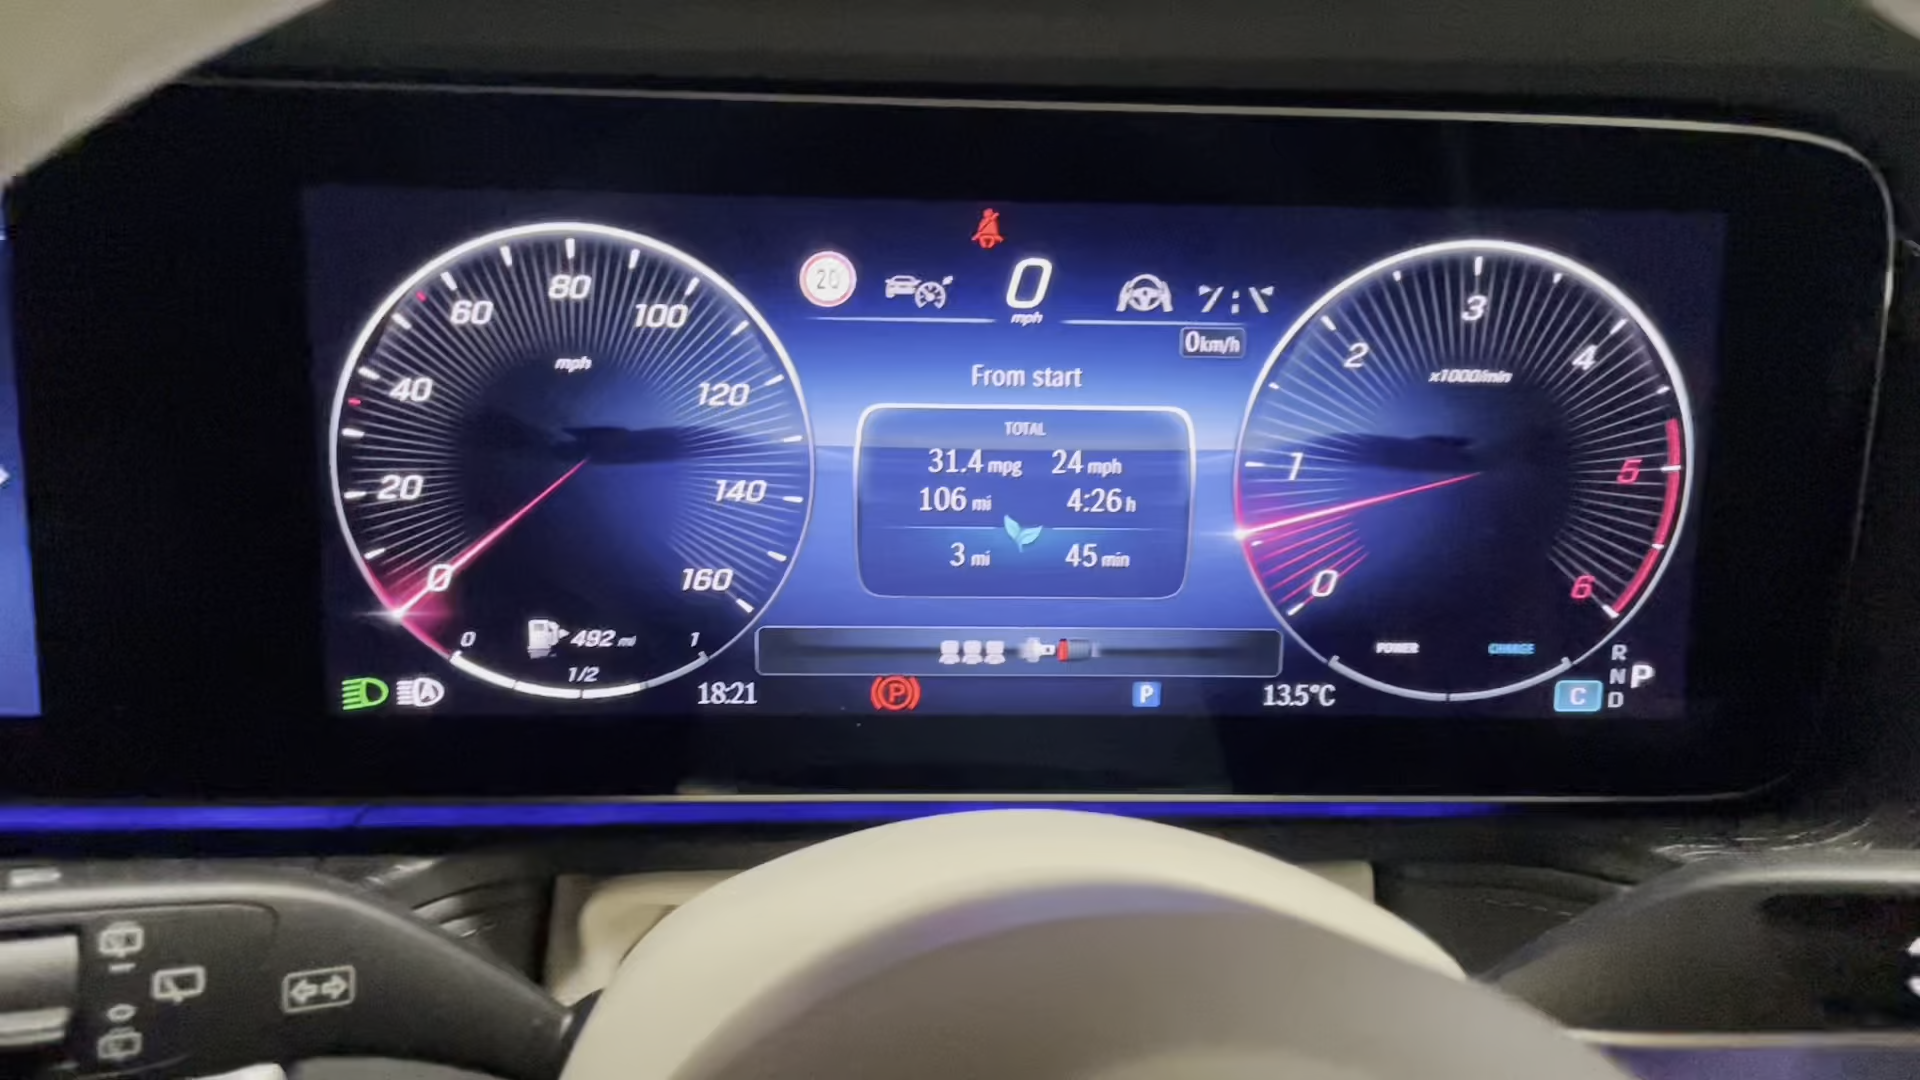 20
0
mph
0km/h
From start
TOTAL
31.4 mpg 24 mph
106 mi 4:26 h
3 mi 45 min
0
20
40
60
80
100
120
140
160
mph
0 492 mi 1
1/2
18:21
P
P
13.5°C
0
1
2
3
4
5
6
x1000/min
POWER
CHARGE
R
N P
C D
A